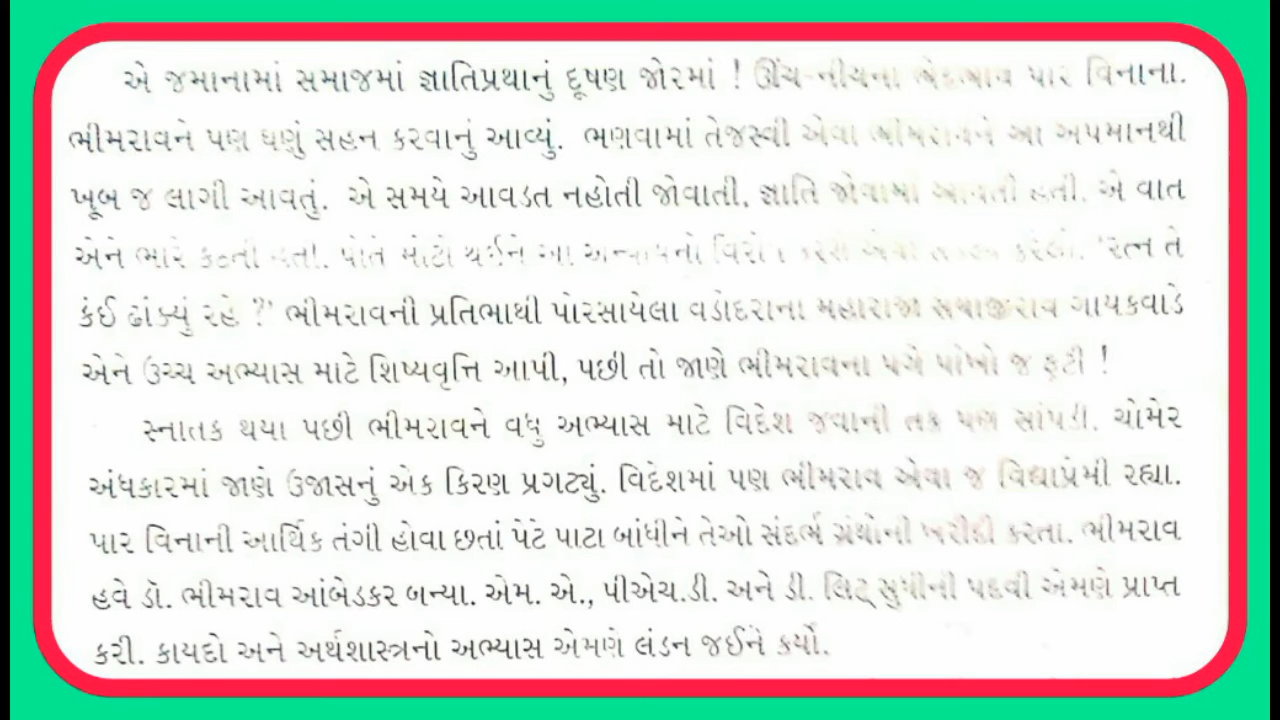 એ જમાનામાં સમાજમાં જ્ઞાતિપ્રથાનું દૂષણ જોરમાં ! ઊંચ-નીચના ભેદભાવ પાર વિનાના.
ભીમરાવને પણ ઘણું સહન કરવાનું આવ્યું. ભણવામાં તેજસ્વી એવા ભીમરાવને આ અપમાનથી
ખૂબ જ લાગી આવતું. એ સમયે આવડત નહોતી જોવાતી, જ્ઞાતિ જોવામાં આવતી હતી. એ વાત
એને ભારે પોતે મોટો થઈને આ અન્યાયનો વિરોધ કરશે એવો 'રત્ન તે
કંઈ ઢાંક્યું રહે ?' ભીમરાવની પ્રતિભાથી પોરસાયેલા વડોદરાના મહારાજા સયાજીરાવ ગાયકવાડે
એને ઉચ્ચ અભ્યાસ માટે શિષ્યવૃત્તિ આપી, પછી તો જાણે ભીમરાવના પગે પાંખો જ ફૂટી !
સ્નાતક થયા પછી ભીમરાવને વધુ અભ્યાસ માટે વિદેશ જવાની તક પણ સાંપડી. ચોમેર
અંધકારમાં જાણે ઉજાસનું એક કિરણ પ્રગટ્યું. વિદેશમાં પણ ભીમરાવ એવા જ વિદ્યાપ્રેમી રહ્યા.
પાર વિનાની આર્થિક તંગી હોવા છતાં પેટે પાટા બાંધીને તેઓ સંદર્ભ ગ્રંથોની ખરીદી કરતા. ભીમરાવ
હવે ડૉ. ભીમરાવ આંબેડકર બન્યા. એમ. એ., પીએચ.ડી. અને ડી. લિટ્ સુધીની પદવી એમણે પ્રાપ્ત
કરી. કાયદો અને અર્થશાસ્ત્રનો અભ્યાસ એમણે લંડન જઈને કર્યો.